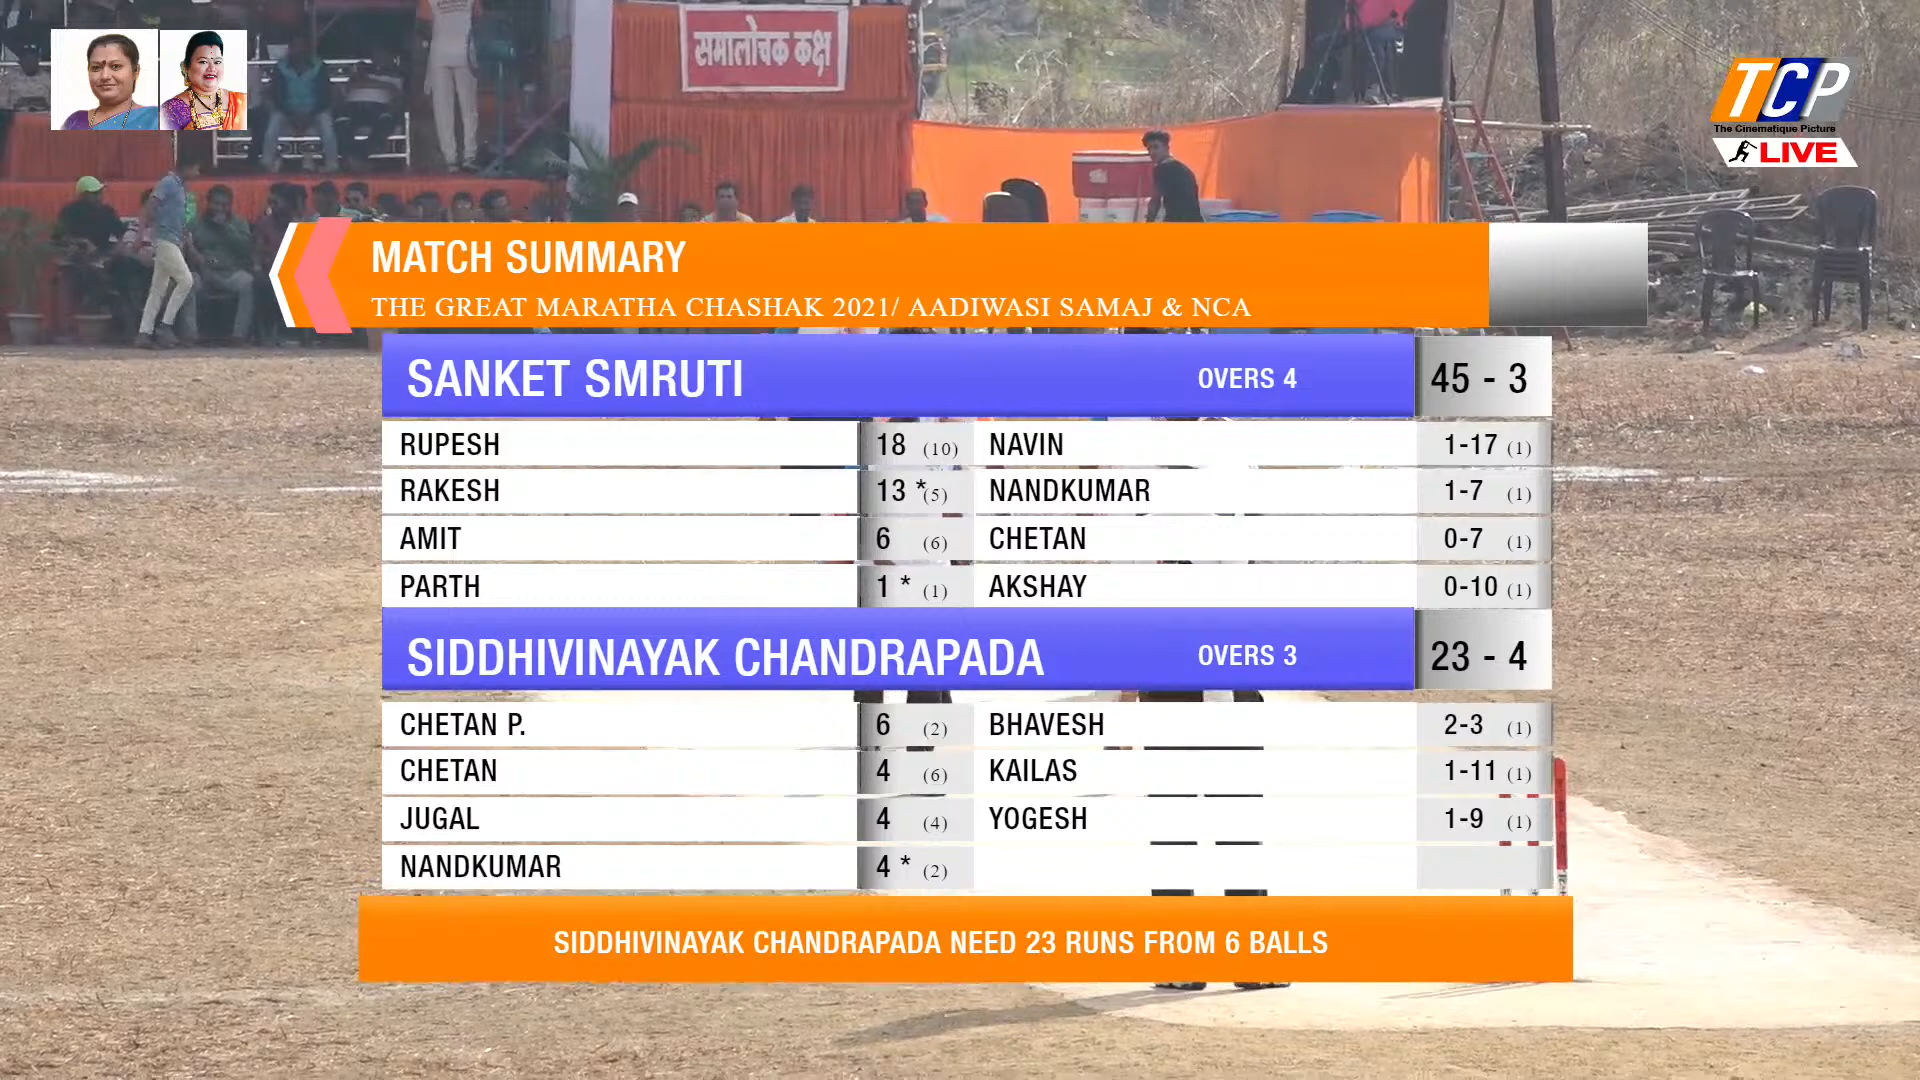 समालोचक कक्ष
TCP
The Cinematique Picture
LIVE
MATCH SUMMARY
THE GREAT MARATHA CHASHAK 2021/ AADIWASI SAMAJ & NCA
SANKET SMRUTI OVERS 4 45 - 3
RUPESH 18 (10) NAVIN 1-17 (1)
RAKESH 13 * (5) NANDKUMAR 1-7 (1)
AMIT 6 (6) CHETAN 0-7 (1)
PARTH 1 * (1) AKSHAY 0-10 (1)
SIDDHIVINAYAK CHANDRAPADA OVERS 3 23 - 4
CHETAN P. 6 (2) BHAVESH 2-3 (1)
CHETAN 4 (6) KAILAS 1-11 (1)
JUGAL 4 (4) YOGESH 1-9 (1)
NANDKUMAR 4 * (2)
SIDDHIVINAYAK CHANDRAPADA NEED 23 RUNS FROM 6 BALLS